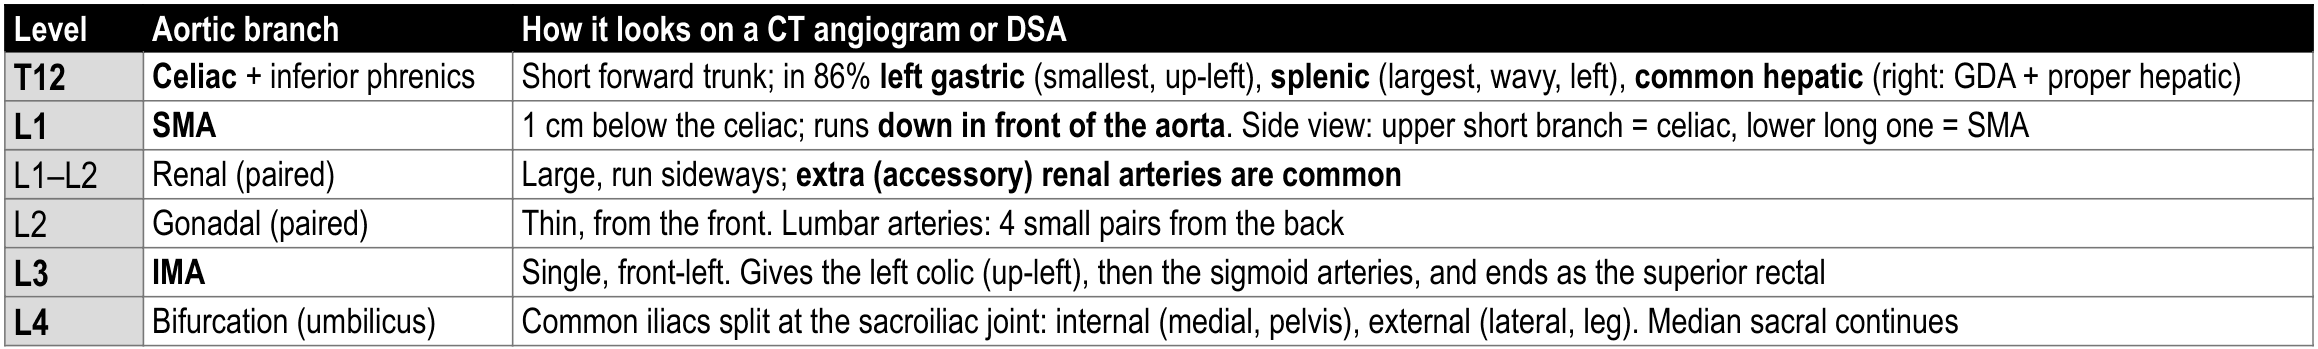 Level Aortic branch How it looks on a CT angiogram or DSA
T12 Celiac + inferior phrenics Short forward trunk; in 86% left gastric (smallest, up-left), splenic (largest, wavy, left), common hepatic (right: GDA + proper hepatic)
L1 SMA 1 cm below the celiac; runs down in front of the aorta. Side view: upper short branch = celiac, lower long one = SMA
L1–L2 Renal (paired) Large, run sideways; extra (accessory) renal arteries are common
L2 Gonadal (paired) Thin, from the front. Lumbar arteries: 4 small pairs from the back
L3 IMA Single, front-left. Gives the left colic (up-left), then the sigmoid arteries, and ends as the superior rectal
L4 Bifurcation (umbilicus) Common iliacs split at the sacroiliac joint: internal (medial, pelvis), external (lateral, leg). Median sacral continues